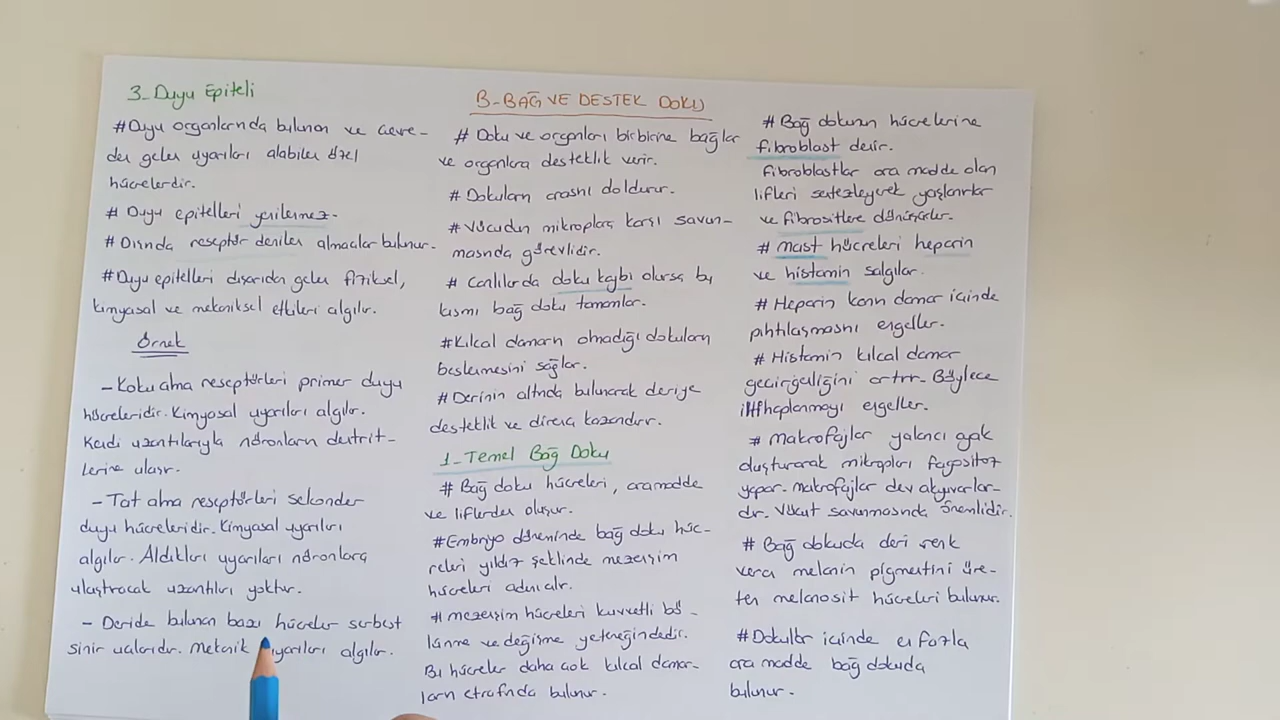 3_Duyu Epiteli
#Duyu organlarında bulunan ve çevre-
den gelen uyarıları alabilen özel
hücrelerdir.
# Duyu epitelleri yenilenmez.
# Dışında reseptör denilen almaçlar bulunur.
#Duyu epitelleri dışarıdan gelen fiziksel,
kimyasal ve mekaniksel etkileri algılar.
Örnek
-Koku alma reseptörleri primer duyu
hücreleridir. Kimyasal uyarıları algılar.
Kendi uzantılarıyla nöronların dentrit-
lerine ulaşır.
-Tat alma reseptörleri sekonder
duyu hücreleridir. Kimyasal uyarıları
algılar. Aldıkları uyarıları nöronlara
ulaştıracak uzantıları yoktur.
- Deride bulunan bazı hücreler serbest
sinir uçlarıdır. Mekanik uyarıları algılar.
B-BAĞ VE DESTEK DOKU
# Doku ve organları birbirine bağlar
ve organlara desteklik verir.
# Dokuların arasını doldurur.
# Vücudun mikroplara karşı savun-
masında görevlidir.
# Canlılarda doku kaybı olursa bu
kısmı bağ doku tamamlar.
#Kılcal damarın olmadığı dokuların
beslenmesini sağlar.
#Derinin altında bulunarak deriye
desteklik ve direnç kazandırır.
1_Temel Bağ Doku
# Bağ doku hücreleri, ara madde
ve liflerden oluşur.
#Embriyo döneminde bağ doku hüc-
releri yıldız şeklinde mezenşim
hücreleri adını alır.
# mezenşim hücreleri kuvvetli bö-
lünme ve değişme yeteneğindedir.
Bu hücreler daha çok kılcal damar-
ların etrafında bulunur.
# Bağ dokunun hücrelerine
fibroblast denir.
Fibroblastlar ara madde olan
lifleri sentezleyerek yaşlanırlar
ve fibrositlere dönüşürler.
# mast hücreleri heparin
ve histamin salgılar.
# Heparin kanın damar içinde
pıhtılaşmasını engeller.
# Histamin kılcal damar
geçirgenliğini artırır. Böylece
iltihaplanmayı engeller.
# Makrofajlar yalancı ayak
oluşturarak mikropları fagositoz
yapar. Makrofajlar dev akyuvarlar-
dır. Vücut savunmasında önemlidir.
# Bağ dokuda deri renk
veren melanin pigmentini üre-
ten melanosit hücreleri bulunur.
#Dokular içinde en fazla
ara madde bağ dokuda
bulunur.